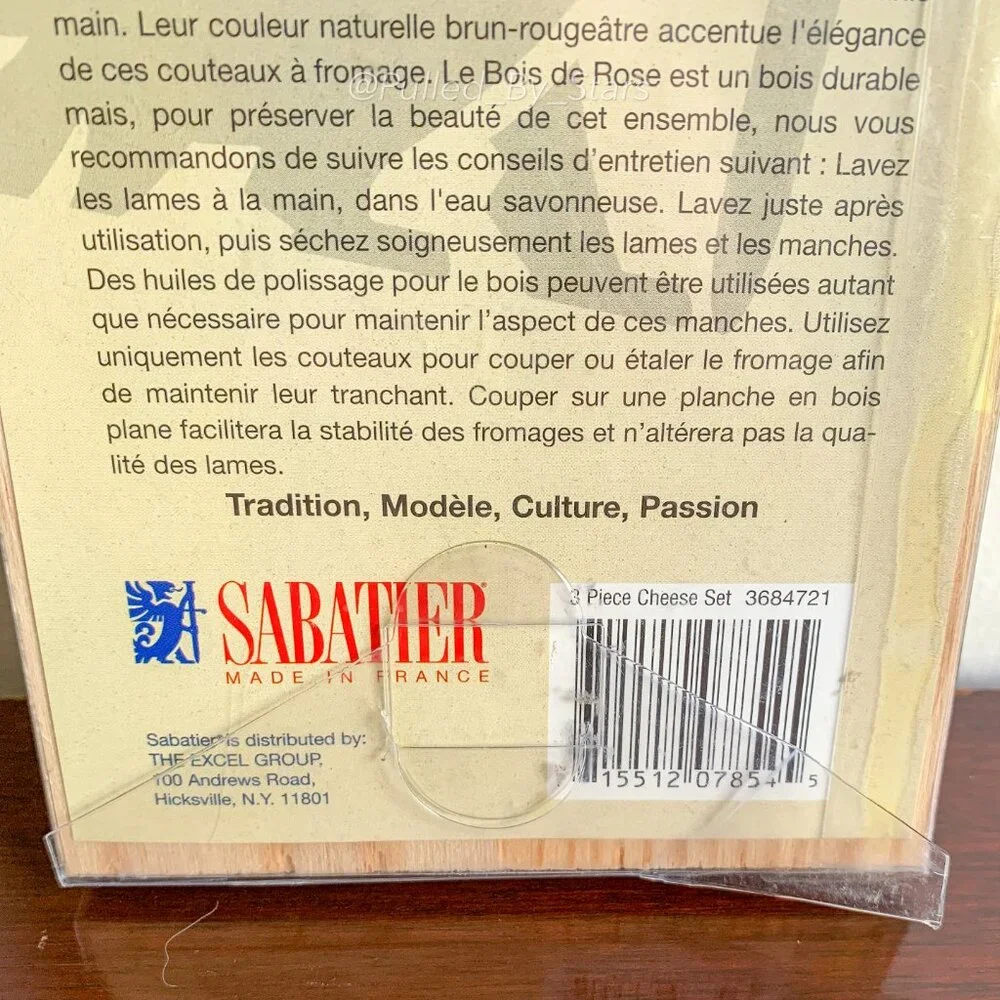 main. Leur couleur naturelle brun-rougeâtre accentue l'élégance
de ces couteaux à fromage. Le Bois de Rose est un bois durable
@Pulled_By_Stars
mais, pour préserver la beauté de cet ensemble, nous vous
recommandons de suivre les conseils d'entretien suivant : Lavez
les lames à la main, dans l'eau savonneuse. Lavez juste après
utilisation, puis séchez soigneusement les lames et les manches.
Des huiles de polissage pour le bois peuvent être utilisées autant
que nécessaire pour maintenir l'aspect de ces manches. Utilisez
uniquement les couteaux pour couper ou étaler le fromage afin
de maintenir leur tranchant. Couper sur une planche en bois
plane facilitera la stabilité des fromages et n'altérera pas la qua-
lité des lames.
Tradition, Modèle, Culture, Passion
SABATIER®
MADE IN FRANCE
3 Piece Cheese Set 3684721
Sabatier® is distributed by:
THE EXCEL GROUP,
100 Andrews Road,
Hicksville, N.Y. 11801
15512 07854 5